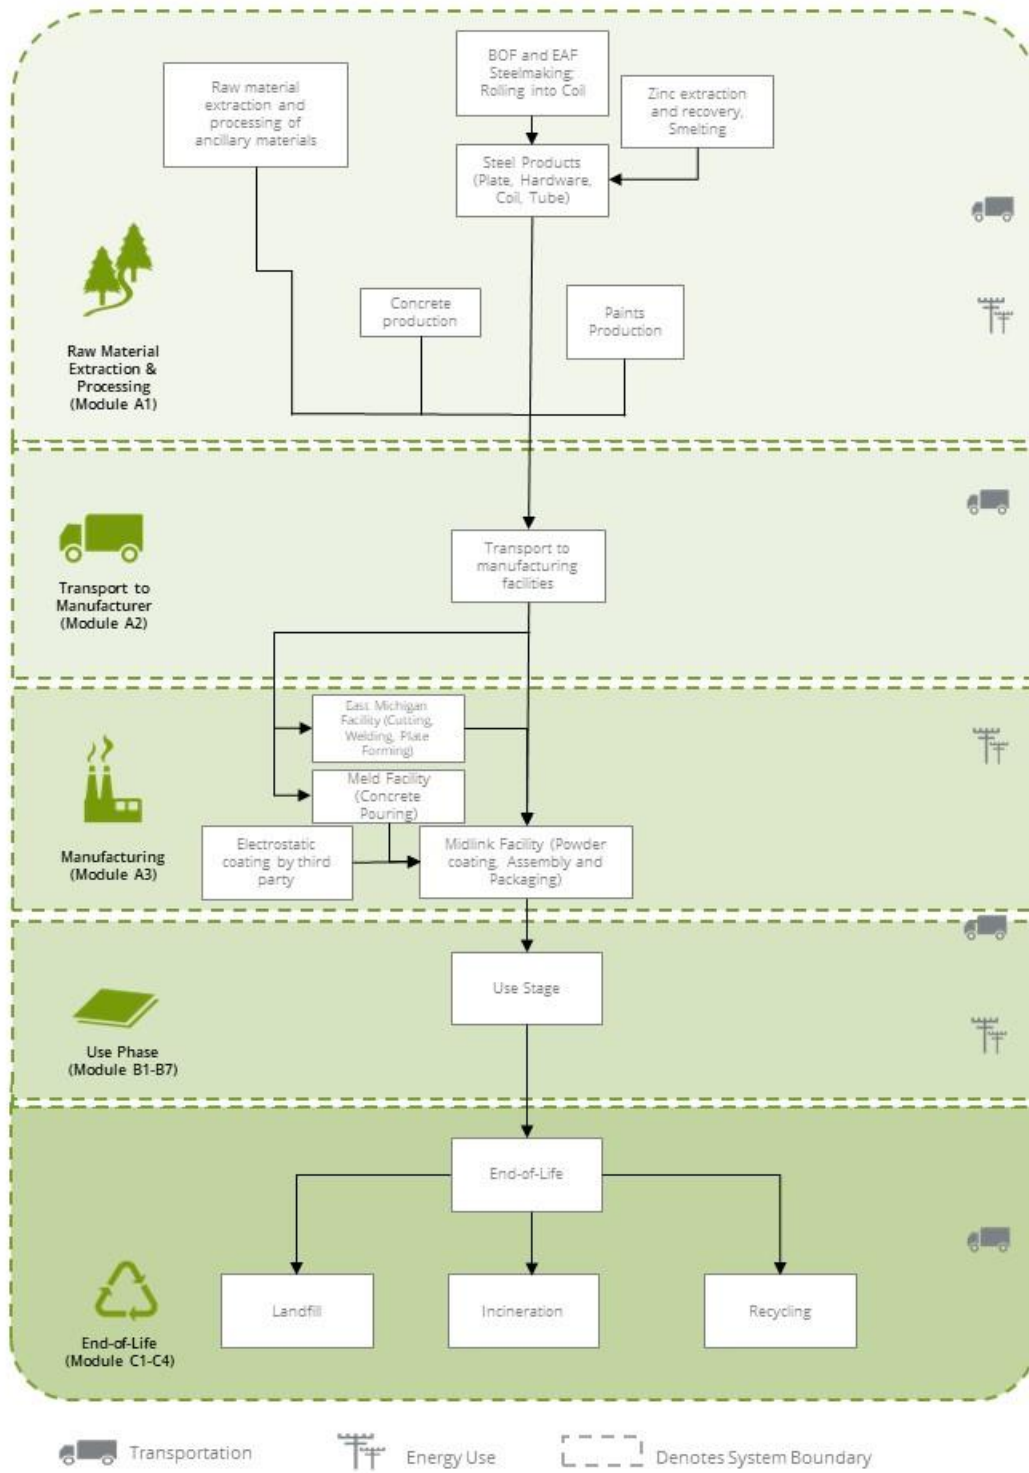 BOF and EAF
Steelmaking;
Rolling into Coil
Raw material
extraction and
processing of
ancillary materials
Zinc extraction
and recovery,
Smelting
Steel Products
(Plate, Hardware,
Coil, Tube)
Concrete
production
Paints
Production
Raw Material
Extraction &
Processing
(Module A1)
Transport to
manufacturing
facilities
Transport to
Manufacturer
(Module A2)
East Michigan
Facility (Cutting,
Welding, Plate
Forming)
Meld Facility
(Concrete
Pouring)
Electrostatic
coating by third
party
Midlink Facility (Powder
coating, Assembly and
Packaging)
Manufacturing
(Module A3)
Use Stage
Use Phase
(Module B1-B7)
End-of-Life
Landfill
Incineration
Recycling
End-of-Life
(Module C1-C4)
Transportation
Energy Use
Denotes System Boundary